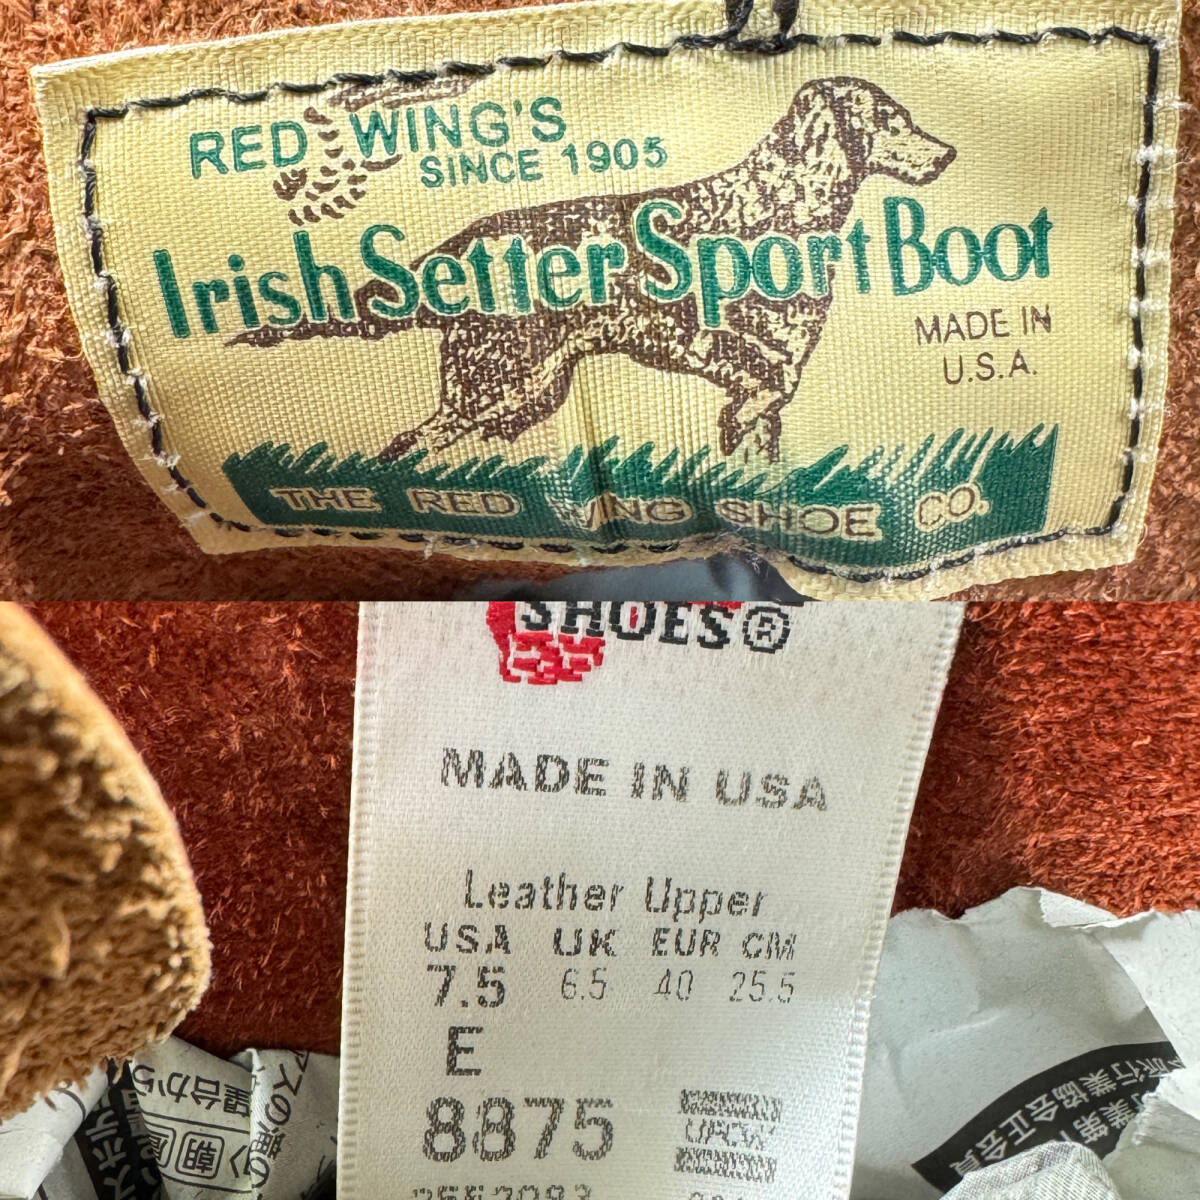 RED WING'S
SINCE 1905
Irish Setter Sport Boot
MADE IN
U.S.A.
THE RED WING SHOE CO.
SHOES®
MADE IN USA
Leather Upper
USA UK EUR CM
7.5 6.5 40 25.5
E
8875